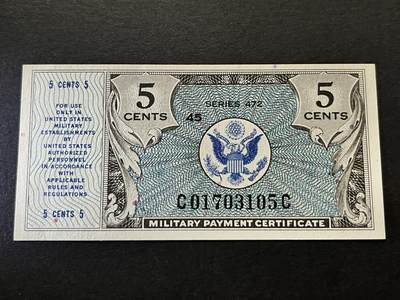 5 CENTS 5
FOR USE
ONLY IN
UNITED STATES
MILITARY
ESTABLISHMENTS
BY
UNITED STATES
AUTHORIZED
PERSONNEL
IN ACCORDANCE
WITH
APPLICABLE
RULES AND
REGULATIONS
5 CENTS 5
5
CENTS
SERIES 472
5
CENTS
45
C01703105C
MILITARY PAYMENT CERTIFICATE